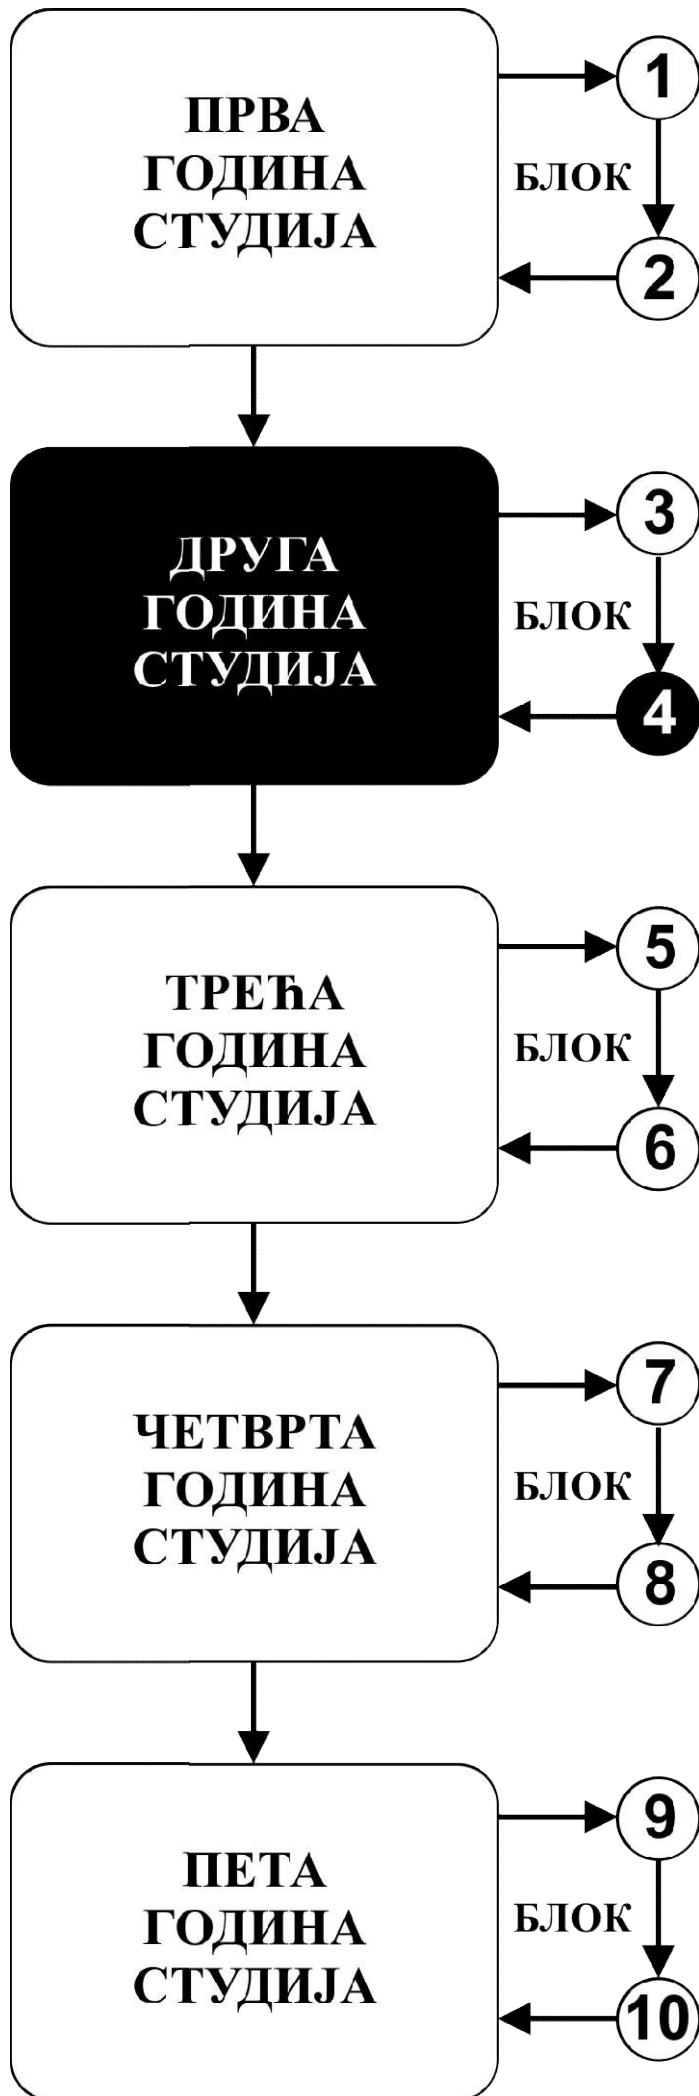 ПРВА
ГОДИНА
СТУДИЈА
1
БЛОК
2
ДРУГА
ГОДИНА
СТУДИЈА
3
БЛОК
4
ТРЕЋА
ГОДИНА
СТУДИЈА
5
БЛОК
6
ЧЕТВРТА
ГОДИНА
СТУДИЈА
7
БЛОК
8
ПЕТА
ГОДИНА
СТУДИЈА
9
БЛОК
10